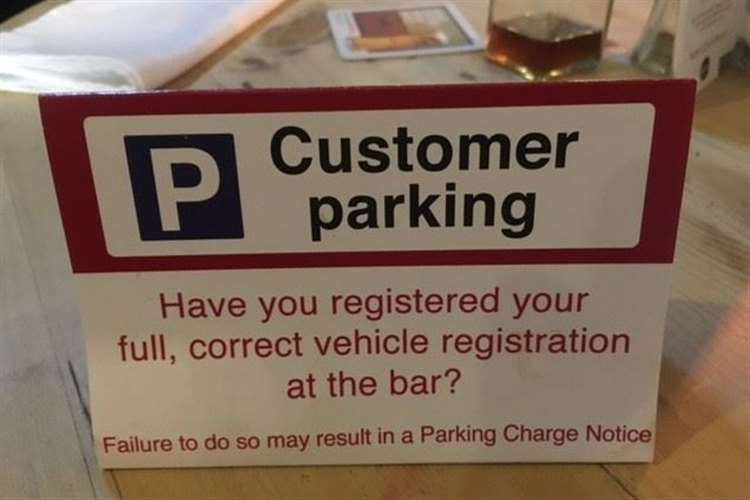 P
Customer
parking
Have you registered your
full, correct vehicle registration
at the bar?
Failure to do so may result in a Parking Charge Notice